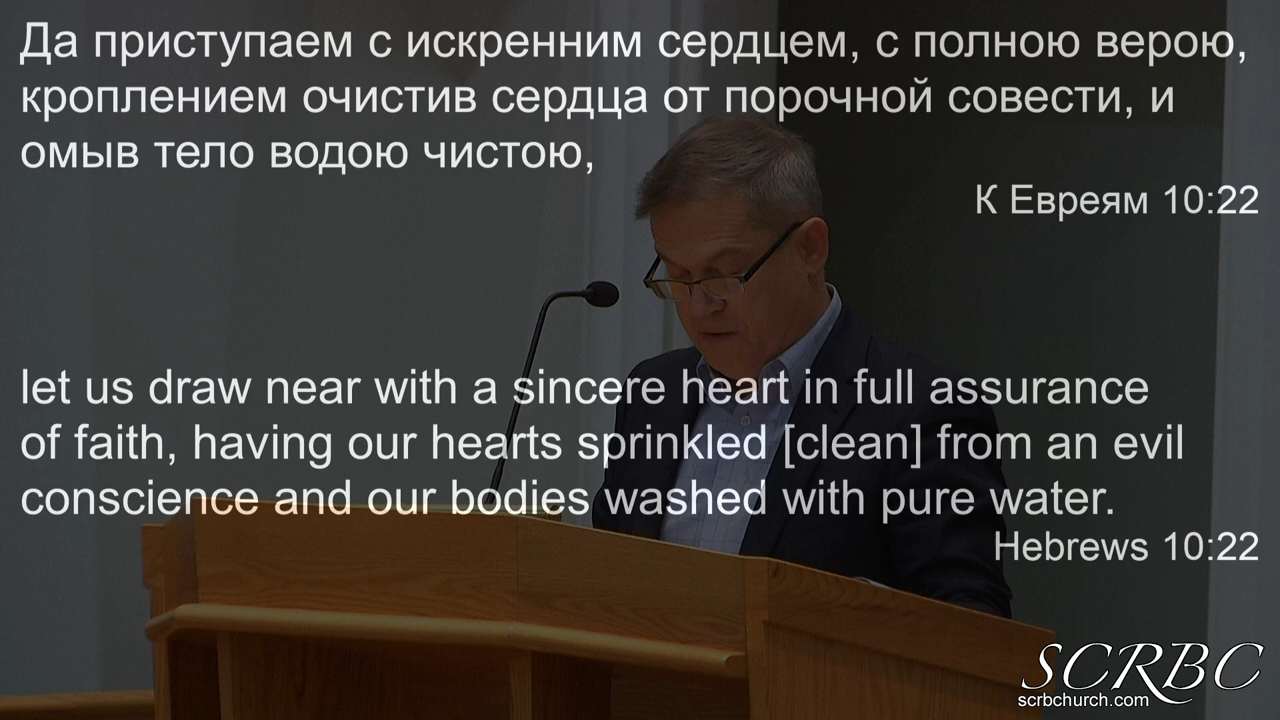 Да приступаем с искренним сердцем, с полною верою,
кроплением очистив сердца от порочной совести, и
омыв тело водою чистою,
К Евреям 10:22
let us draw near with a sincere heart in full assurance
of faith, having our hearts sprinkled [clean] from an evil
conscience and our bodies washed with pure water.
Hebrews 10:22
SCRBC
scrbchurch.com